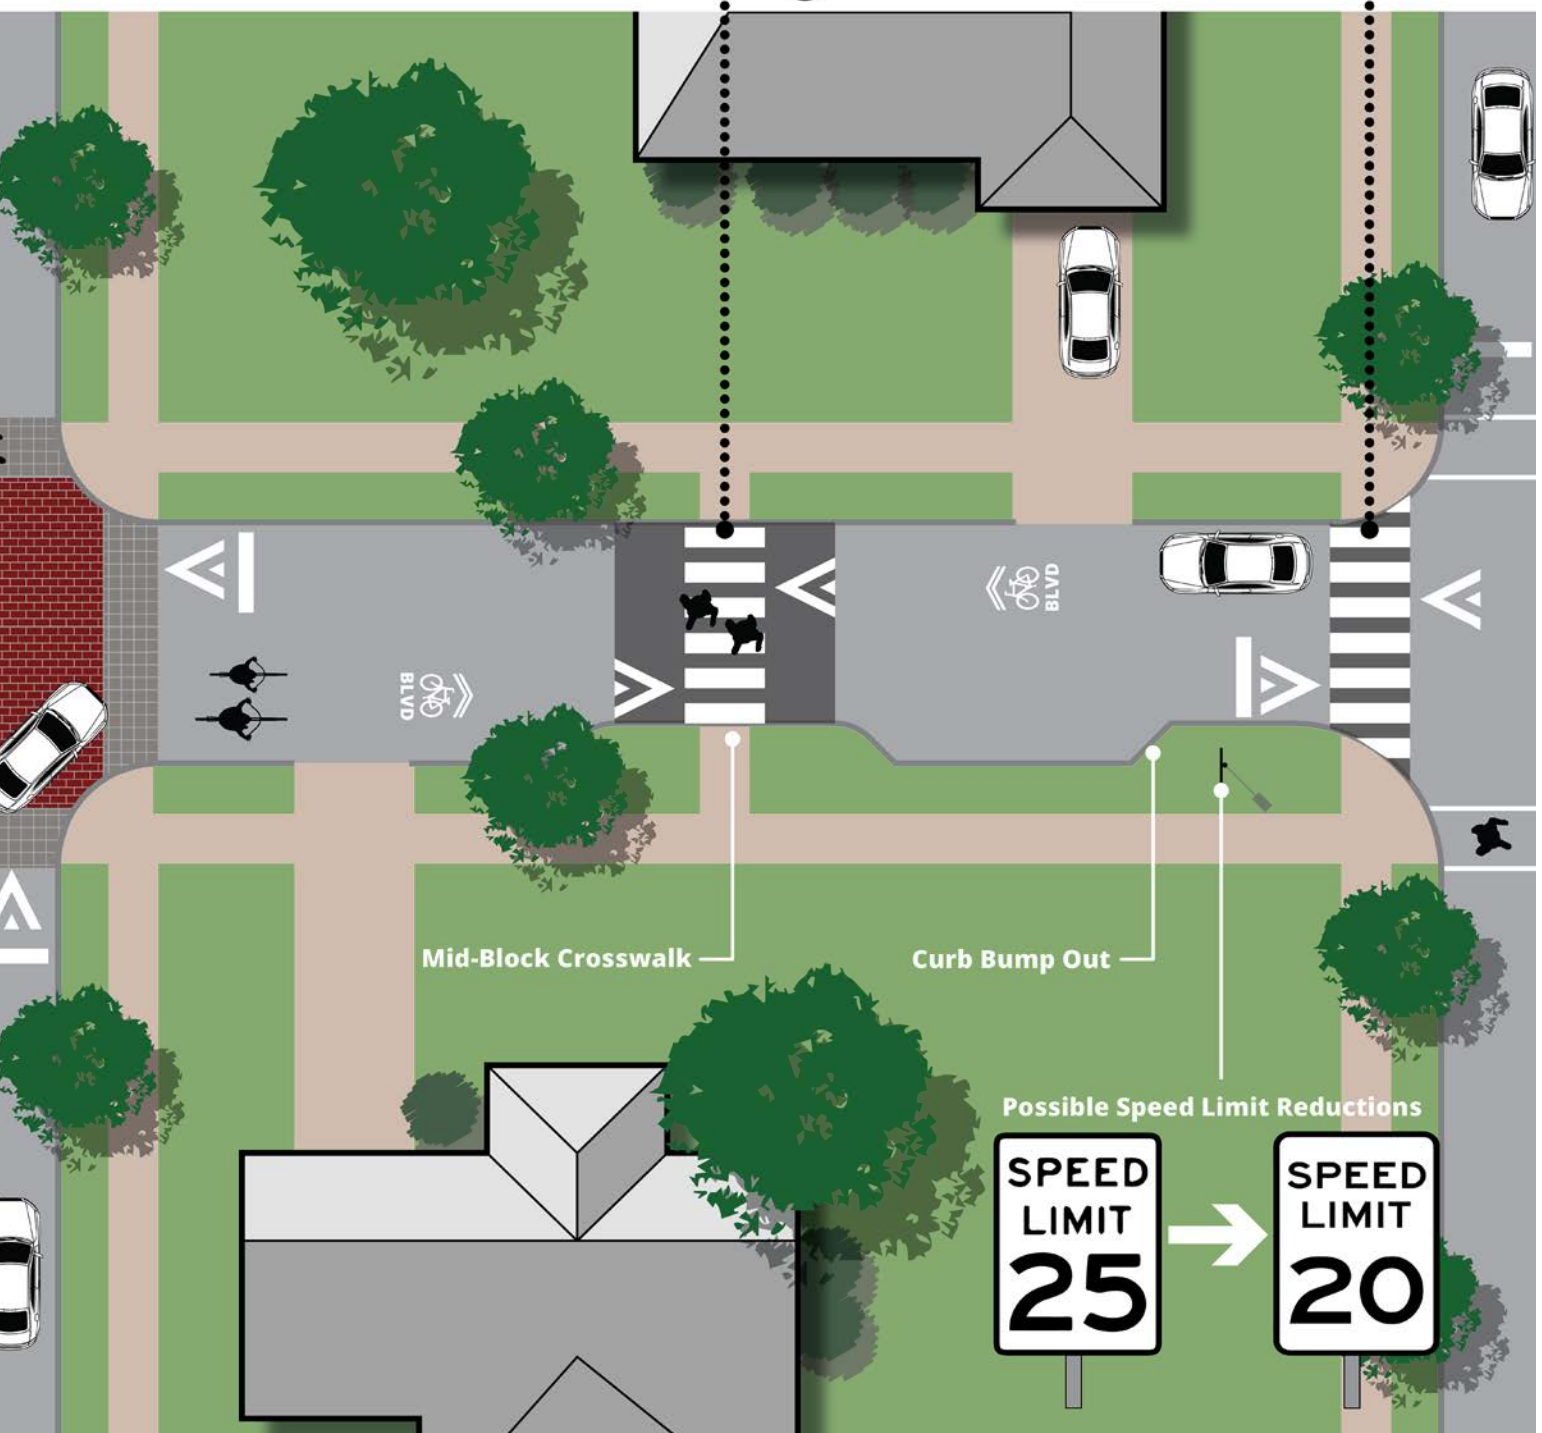 BLVD
BLVD
Mid-Block Crosswalk
Curb Bump Out
Possible Speed Limit Reductions
SPEED
LIMIT
25
SPEED
LIMIT
20